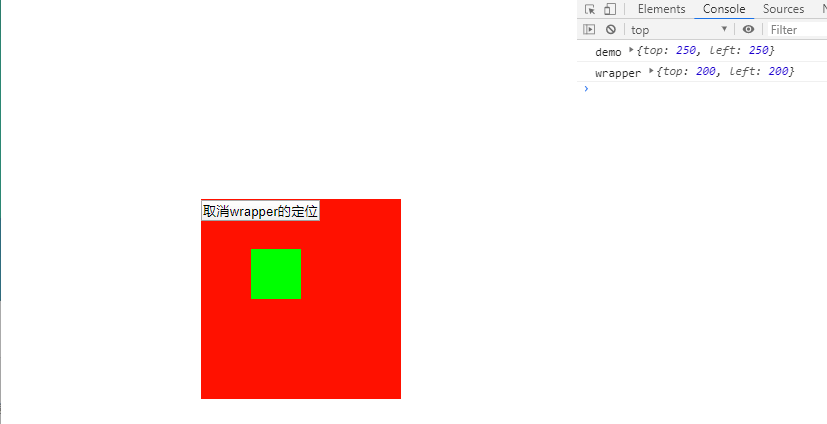 Elements Console Sources
top Filter
demo {top: 250, left: 250}
wrapper {top: 200, left: 200}
取消wrapper的定位